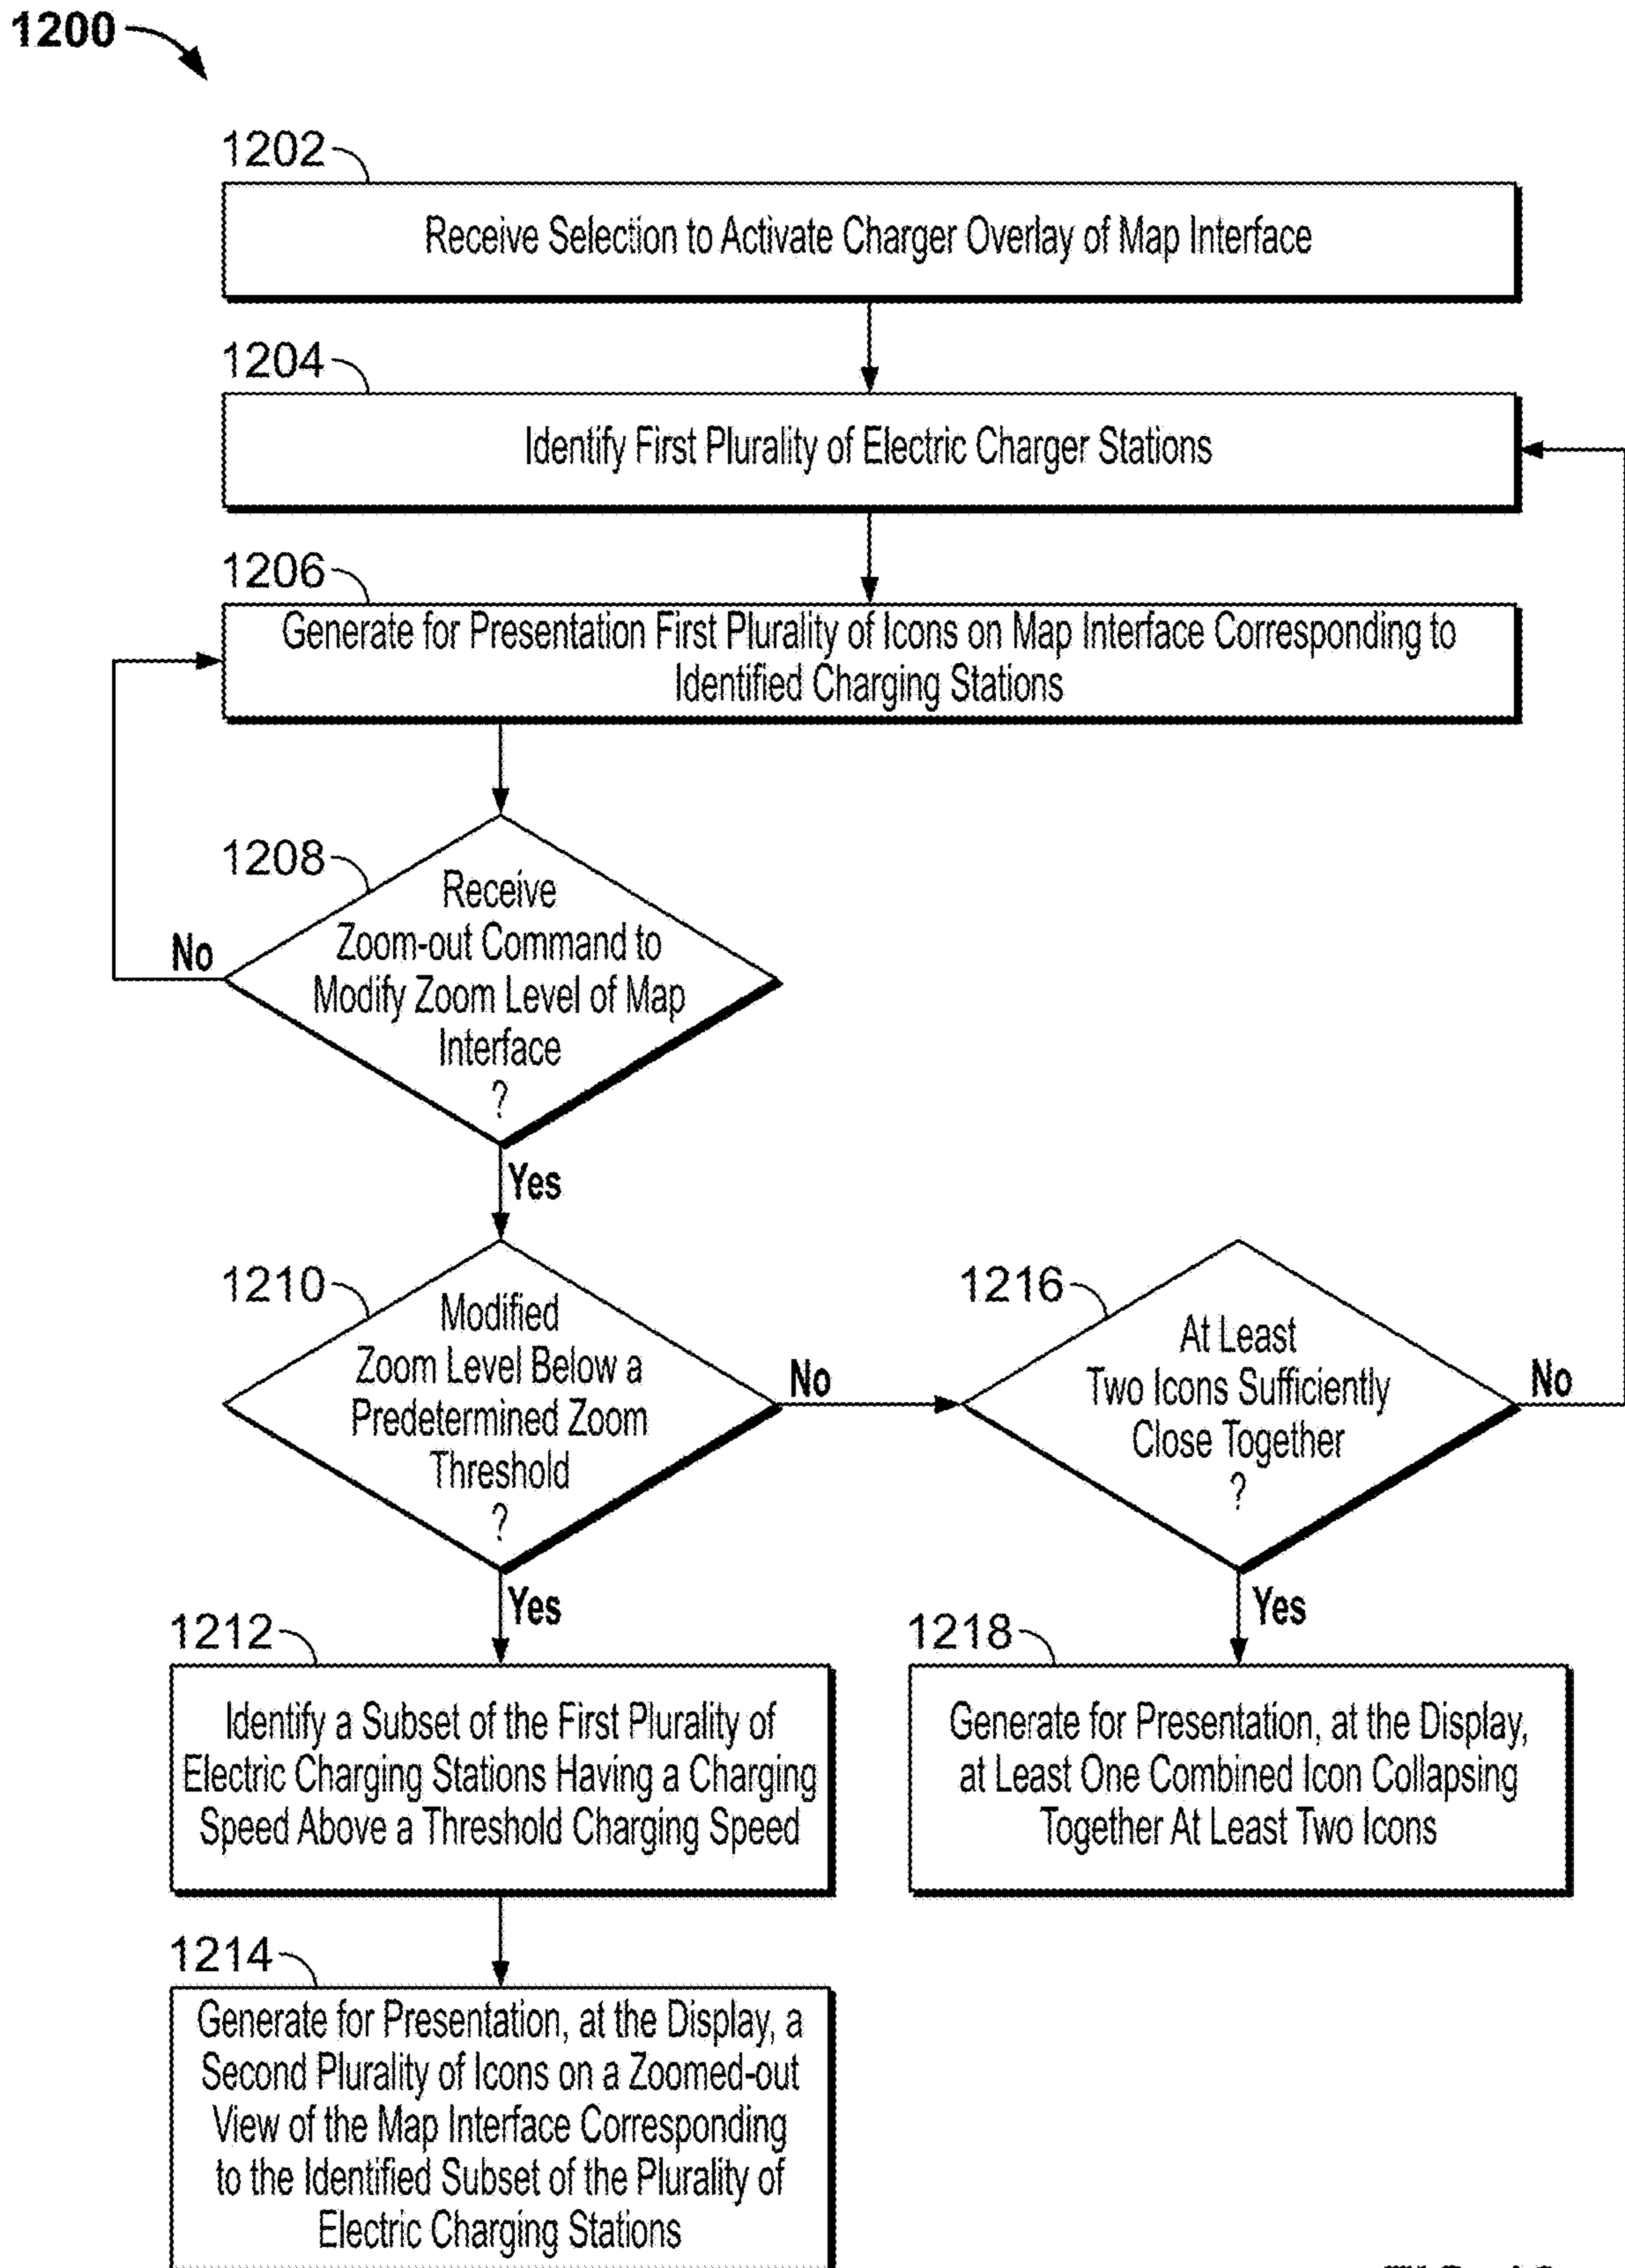 1200
1202
Receive Selection to Activate Charger Overlay of Map Interface
1204
Identify First Plurality of Electric Charger Stations
1206
Generate for Presentation First Plurality of Icons on Map Interface Corresponding to
Identified Charging Stations
1208
Receive
Zoom-out Command to
Modify Zoom Level of Map
Interface
?
No
Yes
1210
Modified
Zoom Level Below a
Predetermined Zoom
Threshold
?
No
Yes
1216
At Least
Two Icons Sufficiently
Close Together
?
No
Yes
1212
Identify a Subset of the First Plurality of
Electric Charging Stations Having a Charging
Speed Above a Threshold Charging Speed
1218
Generate for Presentation, at the Display,
at Least One Combined Icon Collapsing
Together At Least Two Icons
1214
Generate for Presentation, at the Display, a
Second Plurality of Icons on a Zoomed-out
View of the Map Interface Corresponding
to the Identified Subset of the Plurality of
Electric Charging Stations